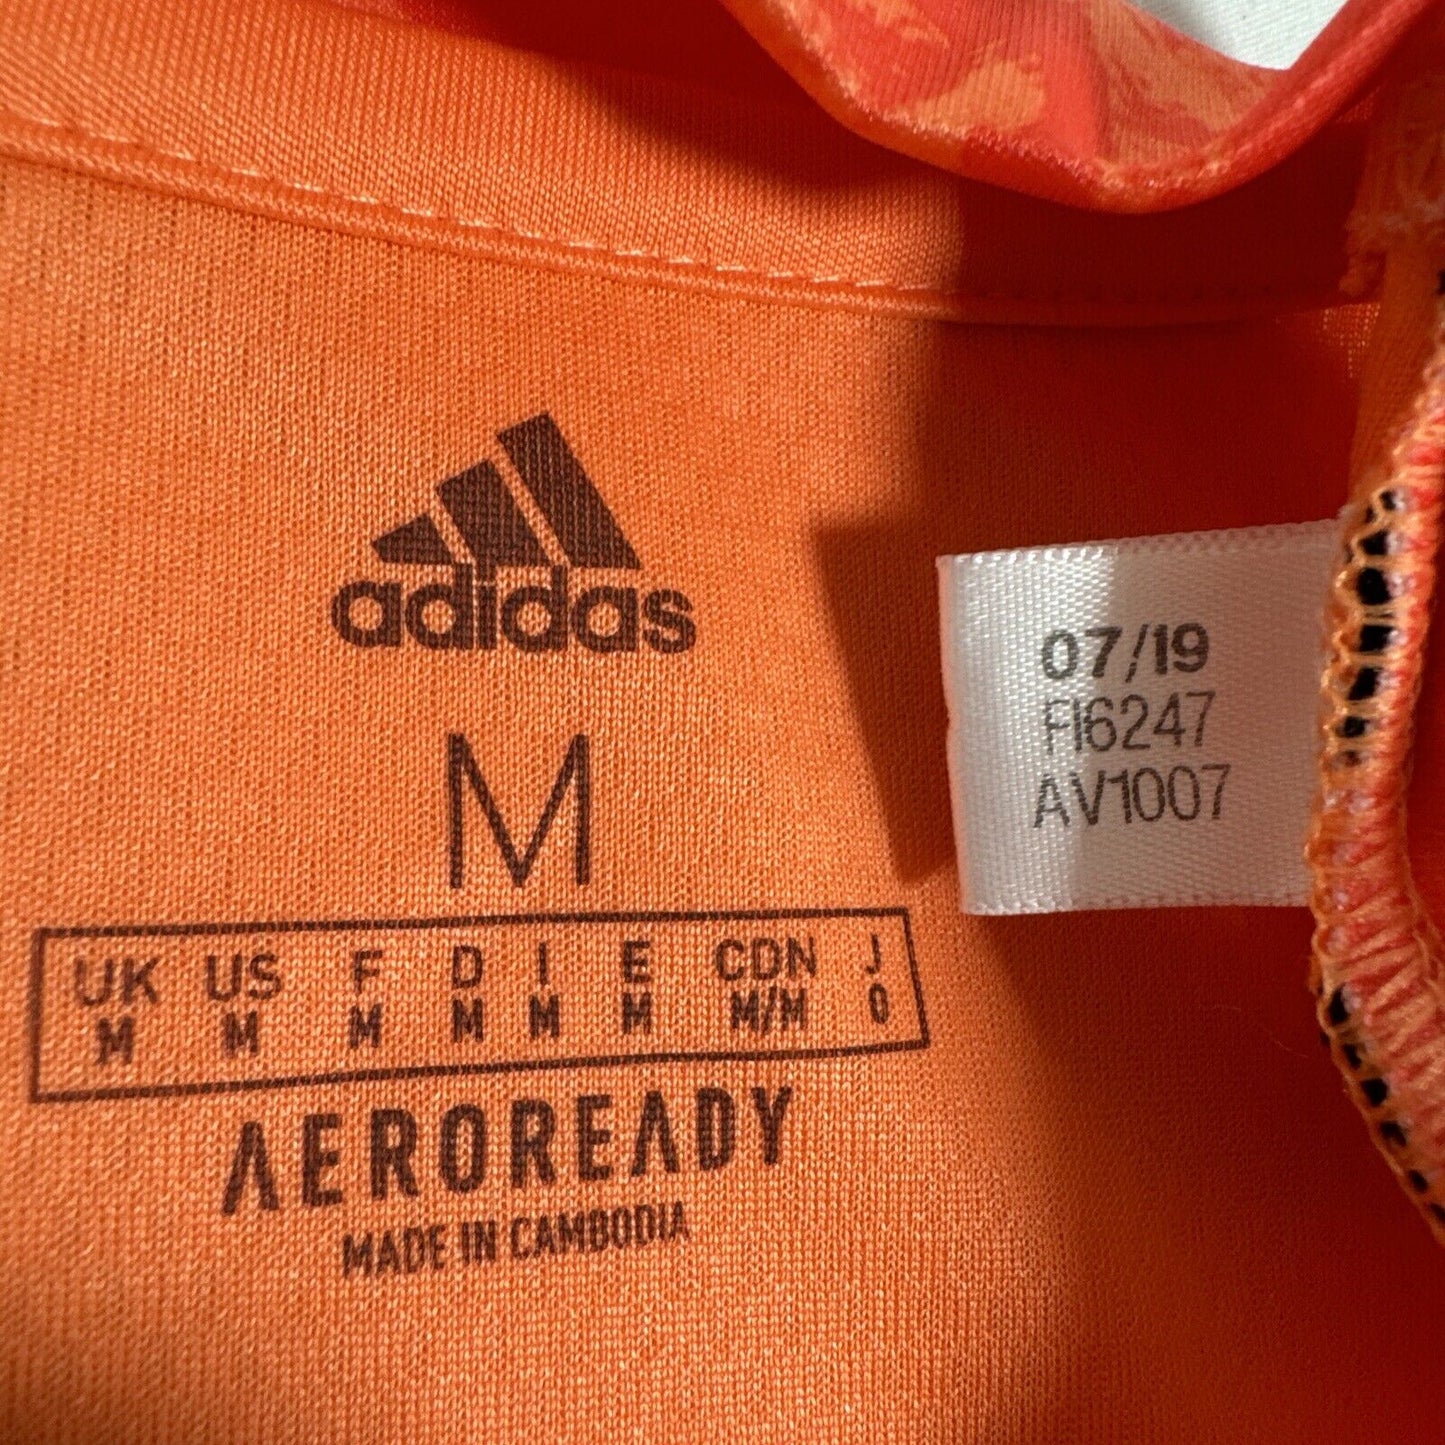 adidas
M
UK US F D I E CDN J
M M M M M M M/M O
AEROREADY
MADE IN CAMBODIA
07/19
FI6247
AV1007